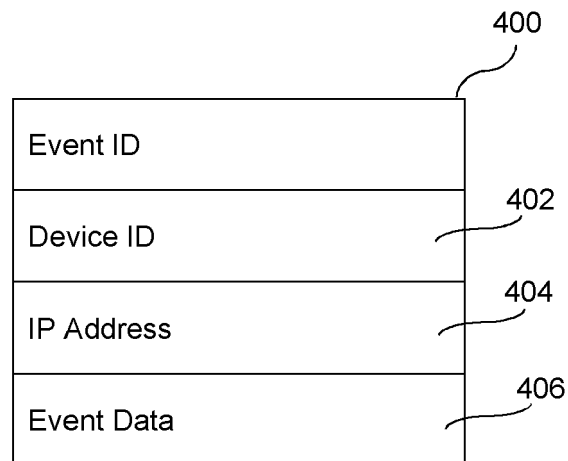 400
Event ID
402
Device ID
404
IP Address
406
Event Data